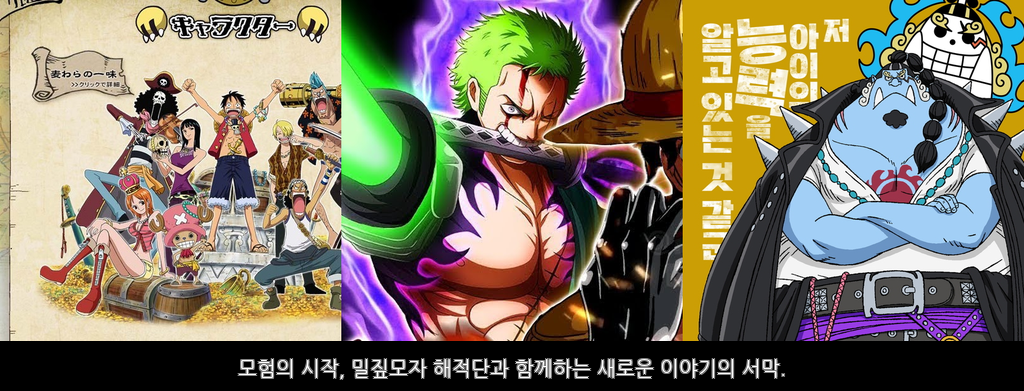 キャラクター
麦わらの一味
>>クリックで詳細
저
아이의
능력을
알고 있는 것 같군
모험의 시작, 밀짚모자 해적단과 함께하는 새로운 이야기의 서막.